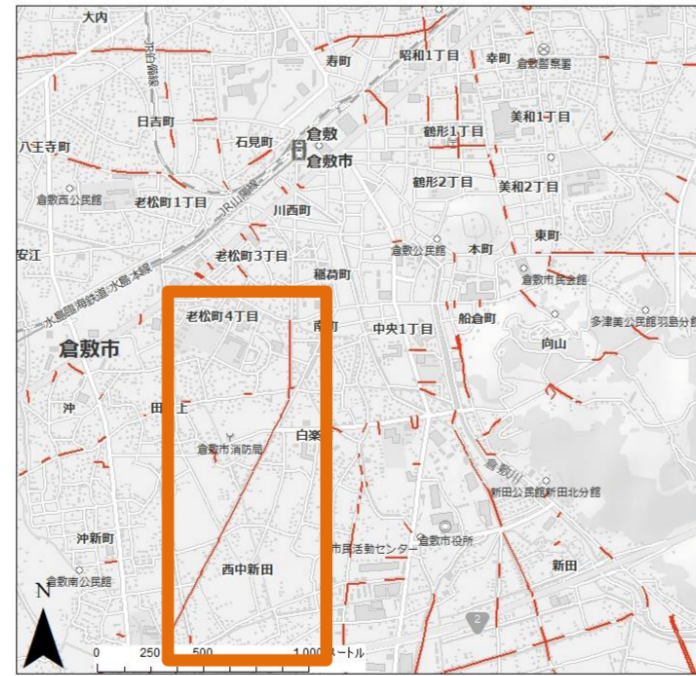 大内
寿町
昭和1丁目
幸町
倉敷警察署
JR伯備線
日吉町
石見町
倉敷
倉敷市
鶴形1丁目
美和1丁目
八王寺町
倉敷西公民館
老松町1丁目
JR山陽線
川西町
鶴形2丁目
美和2丁目
安江
老松町3丁目
倉敷公民館
本町
東町
稲荷町
倉敷市民会館
水島臨海鉄道水島本線
老松町4丁目
南町
中央1丁目
船倉町
多津美公民館羽島分館
倉敷市
向山
沖
田ノ上
倉敷市消防局
白楽
倉敷川
新田公民館新田北分館
沖新町
市民活動センター
倉敷市役所
倉敷南公民館
西中新田
新田
N
2
0 250 500 1,000 メートル